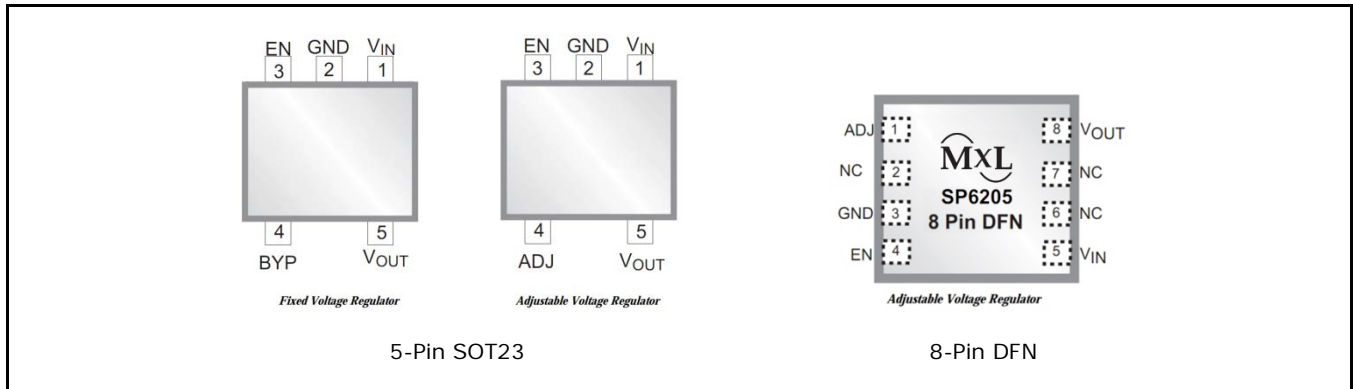 EN GND VIN
3 2 1
4 5
BYP VOUT
Fixed Voltage Regulator
EN GND VIN
3 2 1
4 5
ADJ VOUT
Adjustable Voltage Regulator
5-Pin SOT23
ADJ 1 8 VOUT
MXL
NC 2 7 NC
SP6205
GND 3 6 NC
8 Pin DFN
EN 4 5 VIN
Adjustable Voltage Regulator
8-Pin DFN